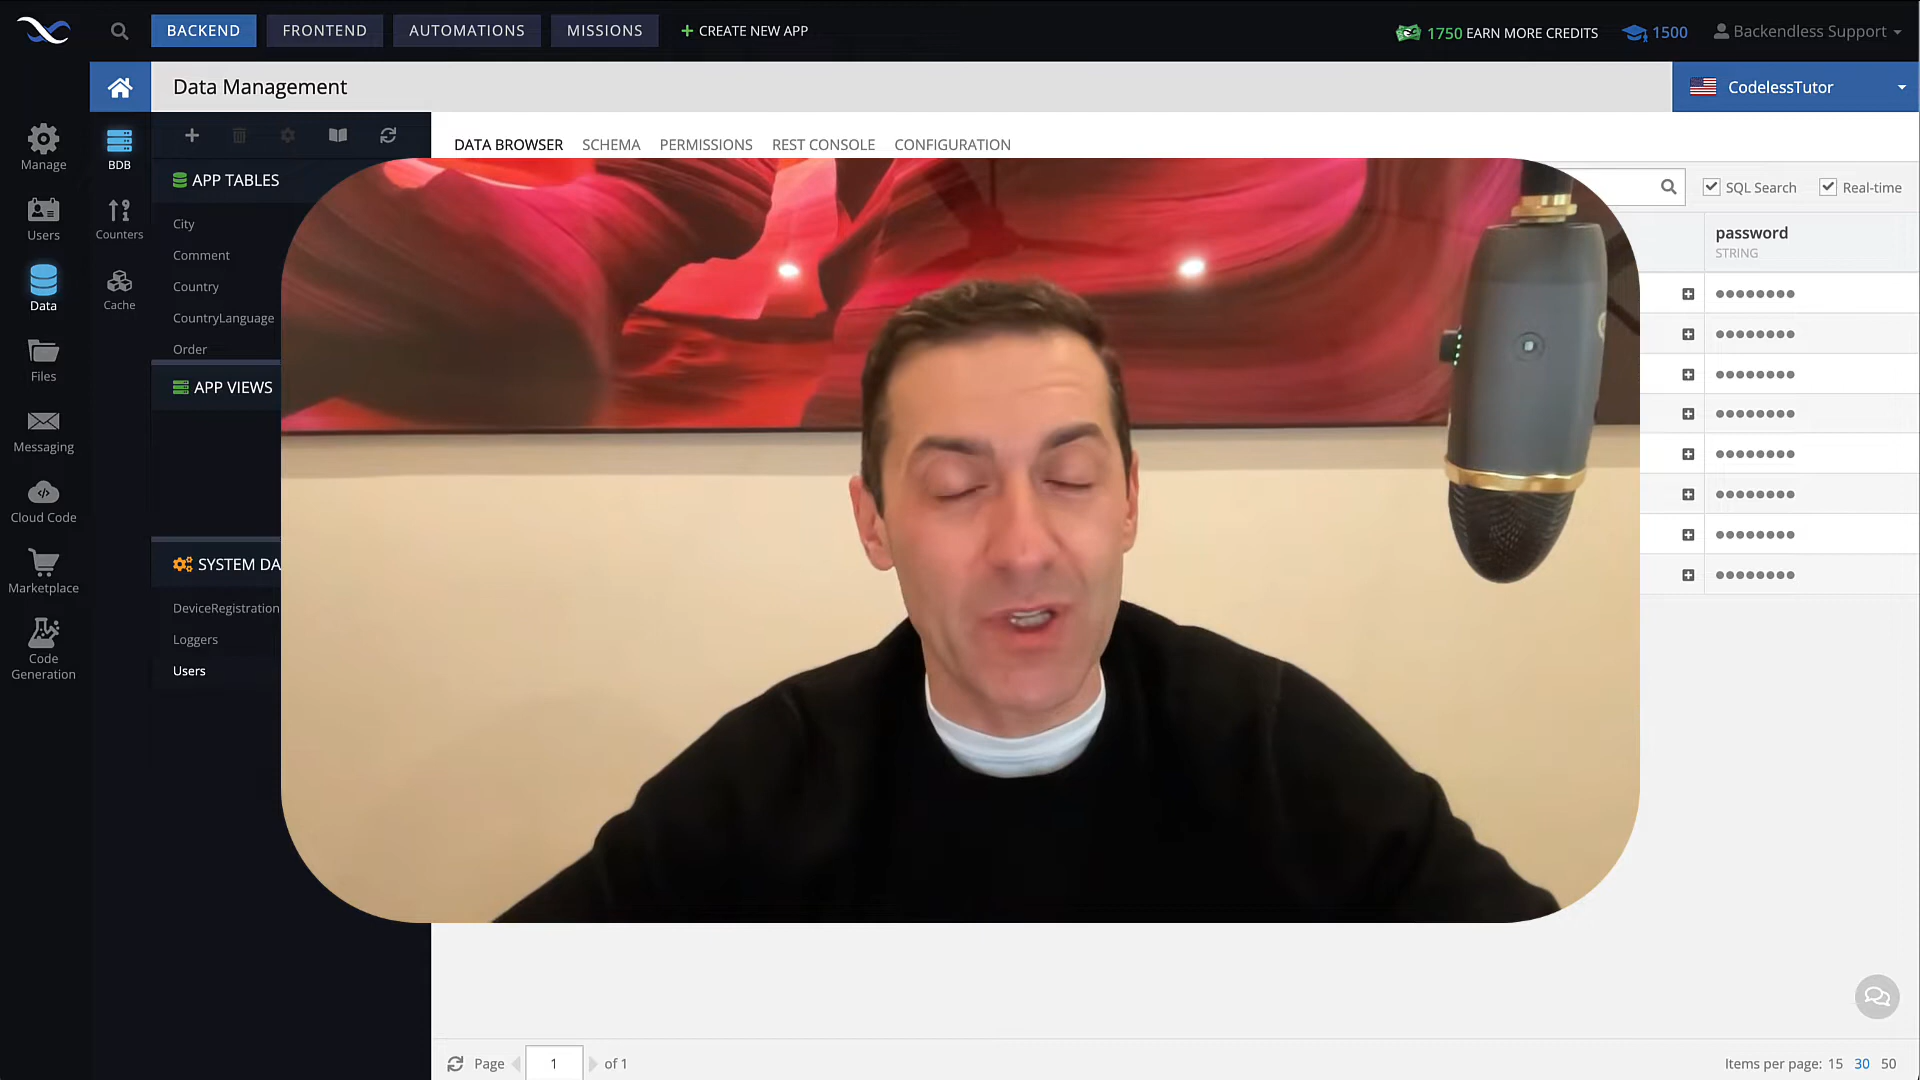 BACKEND FRONTEND AUTOMATIONS MISSIONS + CREATE NEW APP 1750 EARN MORE CREDITS 1500 Backendless Support
Data Management CodelessTutor
Manage
Users
Data
Files
Messaging
Cloud Code
Marketplace
Code
Generation
BDB
Counters
Cache
APP TABLES
City
Comment
Country
CountryLanguage
Order
APP VIEWS
SYSTEM DA
DeviceRegistration
Loggers
Users
DATA BROWSER SCHEMA PERMISSIONS REST CONSOLE CONFIGURATION
SQL Search Real-time
password
STRING
●●●●●●●●
●●●●●●●●
●●●●●●●●
●●●●●●●●
●●●●●●●●
●●●●●●●●
●●●●●●●●
●●●●●●●●
Page 1 of 1 Items per page: 15 30 50